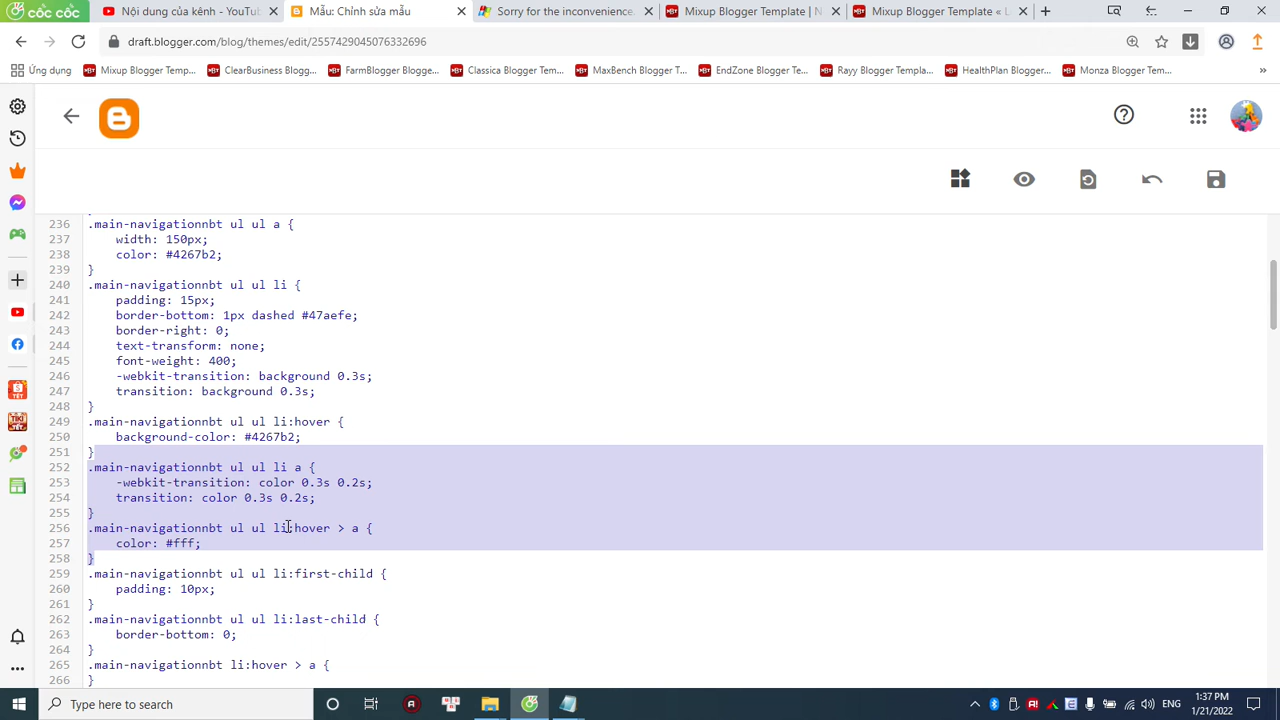 cốc cốc
Nội dung của kênh - YouTub
Mẫu: Chỉnh sửa mẫu
Sorry for the inconvenience.
Mixup Blogger Template | N
Mixup Blogger Template « L
draft.blogger.com/blog/themes/edit/2557429045076332696
Ứng dụng
Mixup Blogger Temp...
ClearBusiness Blogg...
FarmBlogger Blogge...
Classica Blogger Tem...
MaxBench Blogger T...
EndZone Blogger Te...
Rayy Blogger Templa...
HealthPlan Blogger...
Monza Blogger Tem...
236 .main-navigationnbt ul ul a {
237 width: 150px;
238 color: #4267b2;
239 }
240 .main-navigationnbt ul ul li {
241 padding: 15px;
242 border-bottom: 1px dashed #47aefe;
243 border-right: 0;
244 text-transform: none;
245 font-weight: 400;
246 -webkit-transition: background 0.3s;
247 transition: background 0.3s;
248 }
249 .main-navigationnbt ul ul li:hover {
250 background-color: #4267b2;
251 }
252 .main-navigationnbt ul ul li a {
253 -webkit-transition: color 0.3s 0.2s;
254 transition: color 0.3s 0.2s;
255 }
256 .main-navigationnbt ul ul li:hover > a {
257 color: #fff;
258 }
259 .main-navigationnbt ul ul li:first-child {
260 padding: 10px;
261 }
262 .main-navigationnbt ul ul li:last-child {
263 border-bottom: 0;
264 }
265 .main-navigationnbt li:hover > a {
266 }
Type here to search
ENG
1:37 PM
1/21/2022